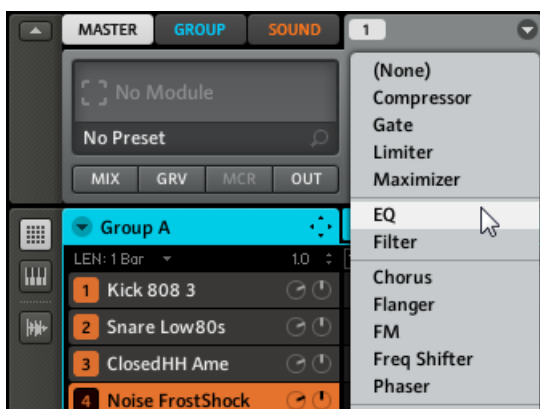 MASTER GROUP SOUND 1
No Module
No Preset
MIX GRV MCR OUT
Group A
LEN: 1 Bar 1.0
1 Kick 808 3
2 Snare Low80s
3 ClosedHH Ame
4 Noise FrostShock
(None)
Compressor
Gate
Limiter
Maximizer
EQ
Filter
Chorus
Flanger
FM
Freq Shifter
Phaser